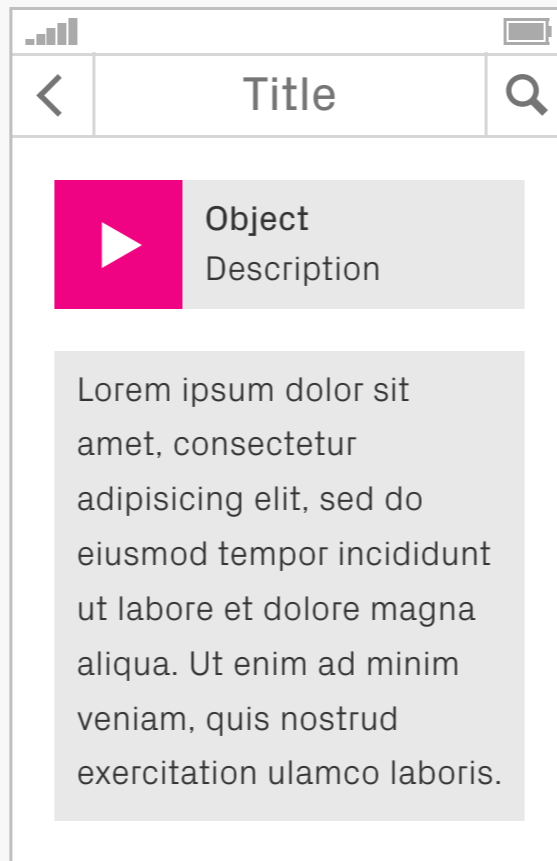 Title
Object
Description
Lorem ipsum dolor sit
amet, consectetur
adipisicing elit, sed do
eiusmod tempor incididunt
ut labore et dolore magna
aliqua. Ut enim ad minim
veniam, quis nostrud
exercitation ulamco laboris.